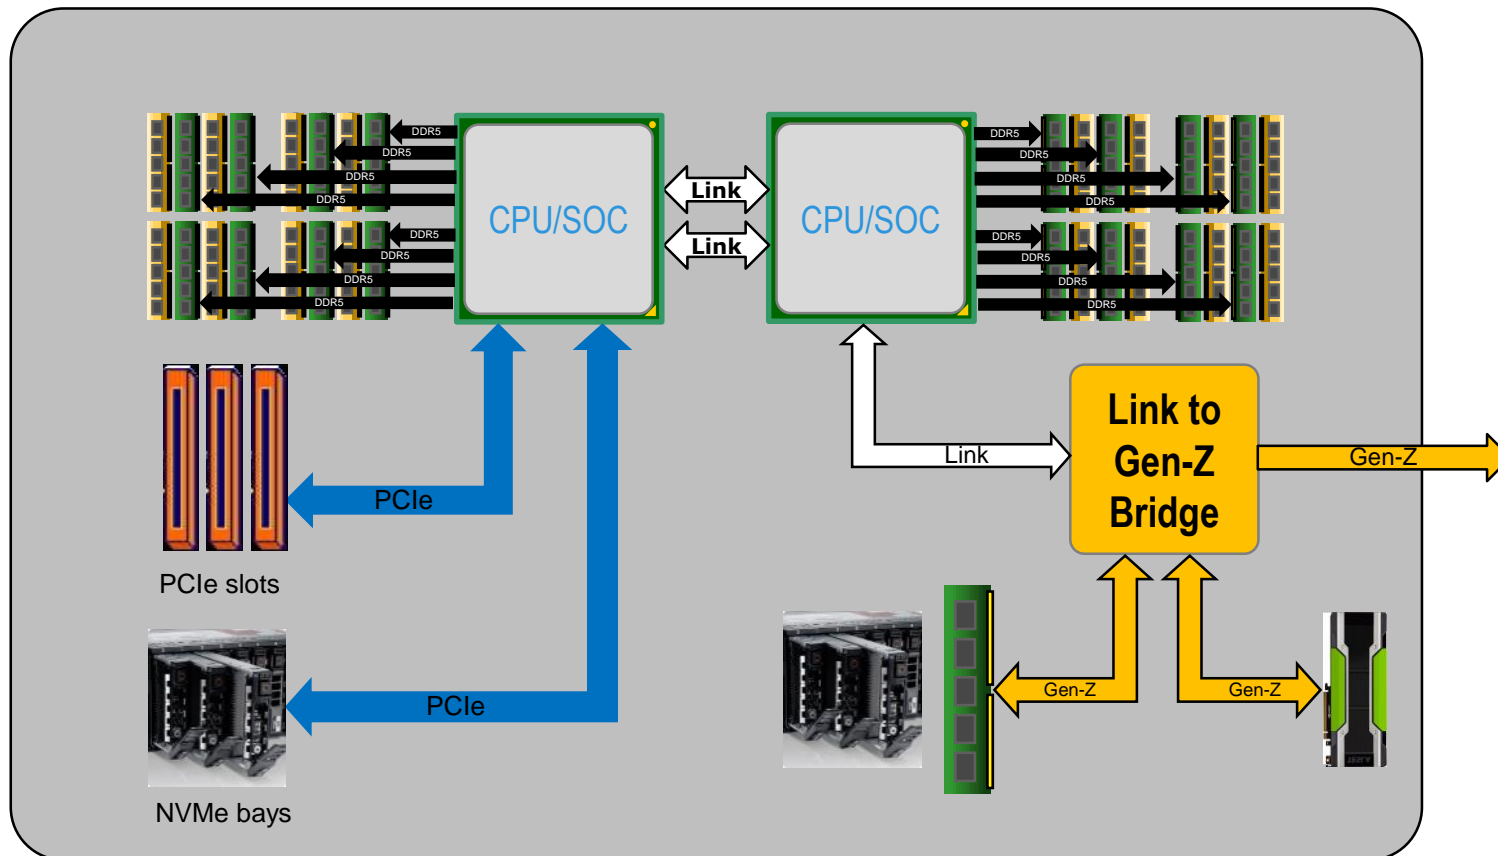 DDR5
DDR5
DDR5
DDR5
DDR5
DDR5
DDR5
DDR5
CPU/SOC
Link
Link
CPU/SOC
DDR5
DDR5
DDR5
DDR5
DDR5
DDR5
DDR5
DDR5
PCIe
PCIe slots
PCIe
NVMe bays
Link
Link to
Gen-Z
Bridge
Gen-Z
Gen-Z
Gen-Z